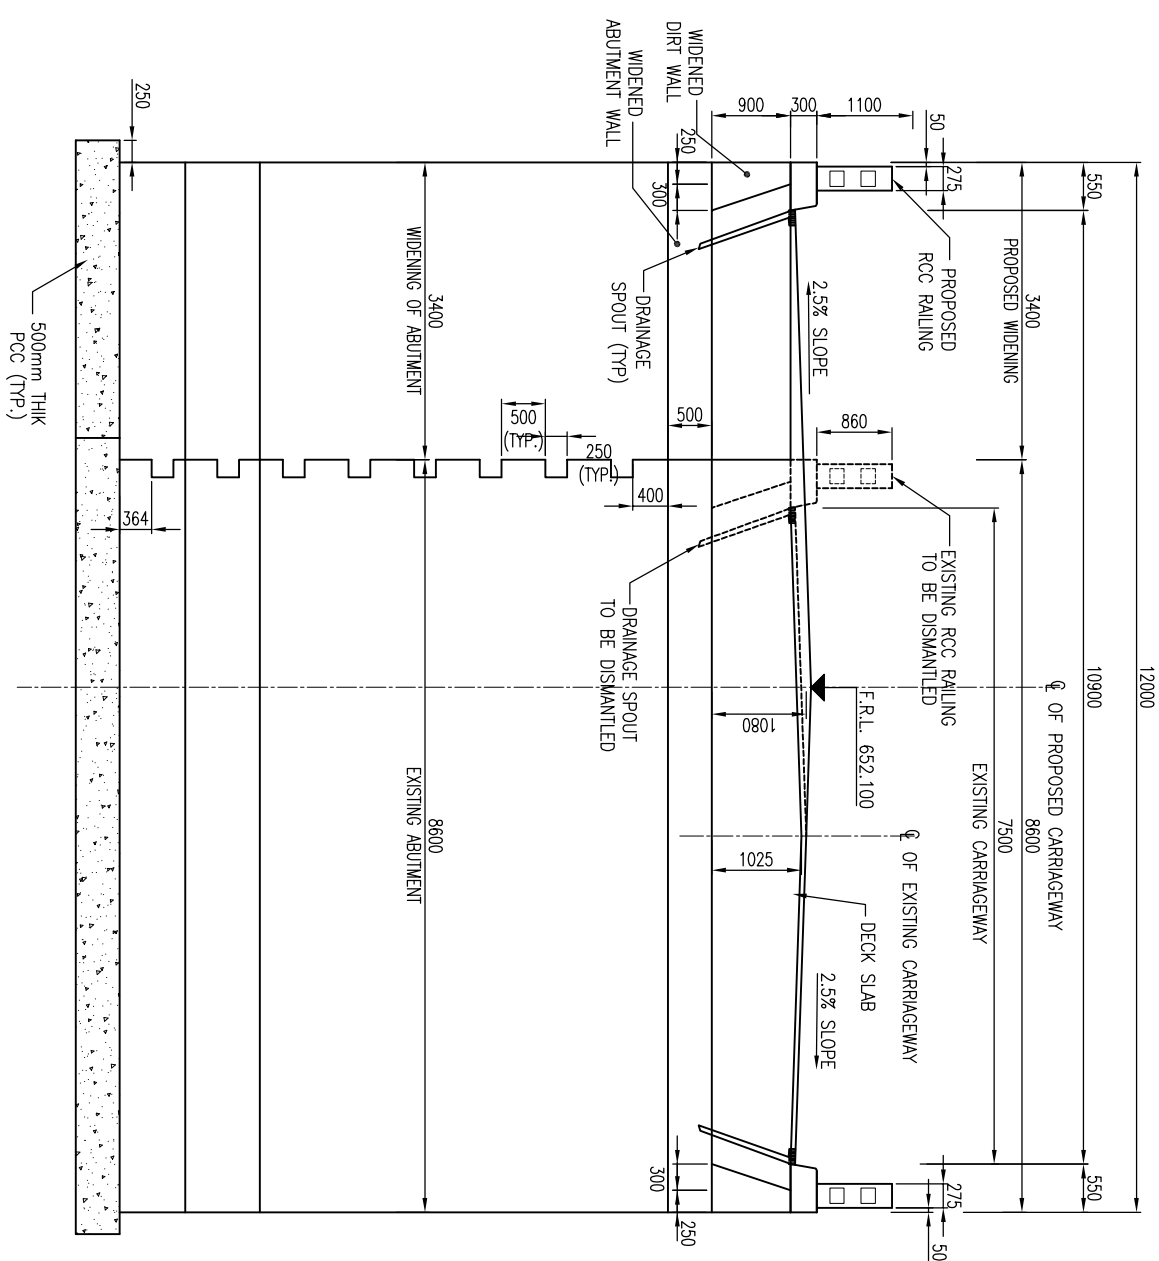 12000
550
10900
550
℄ OF PROPOSED CARRIAGEWAY
3400
PROPOSED WIDENING
8600
7500
EXISTING CARRIAGEWAY
50
275
275
50
PROPOSED
RCC RAILING
EXISTING RCC RAILING
TO BE DISMANTLED
℄ OF EXISTING CARRIAGEWAY
1100
300
900
860
F.R.L. 652.100
DECK SLAB
2.5% SLOPE
2.5% SLOPE
1080
1025
WIDENED
DIRT WALL
WIDENED
ABUTMENT WALL
250
300
DRAINAGE
SPOUT (TYP)
DRAINAGE SPOUT
TO BE DISMANTLED
300
250
500
400
250
(TYP.)
500
(TYP.)
3400
WIDENING OF ABUTMENT
8600
EXISTING ABUTMENT
364
250
500mm THIK
PCC (TYP.)